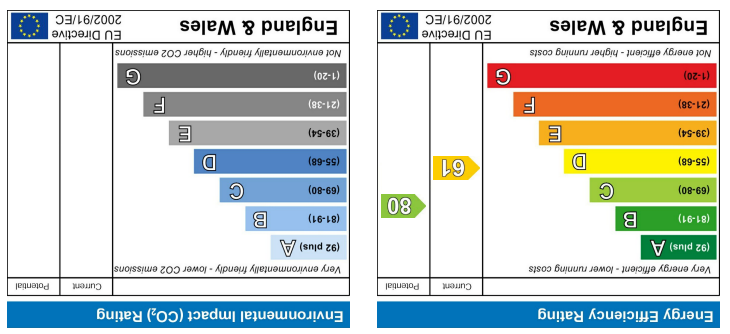 Energy Efficiency Rating
Current Potential
Very energy efficient - lower running costs
(92 plus) A
(81-91) B
(69-80) C
(55-68) D
(39-54) E
(21-38) F
(1-20) G
Not energy efficient - higher running costs
61
80
England & Wales
EU Directive
2002/91/EC
Environmental Impact (CO₂) Rating
Current Potential
Very environmentally friendly - lower CO2 emissions
(92 plus) A
(81-91) B
(69-80) C
(55-68) D
(39-54) E
(21-38) F
(1-20) G
Not environmentally friendly - higher CO2 emissions
England & Wales
EU Directive
2002/91/EC